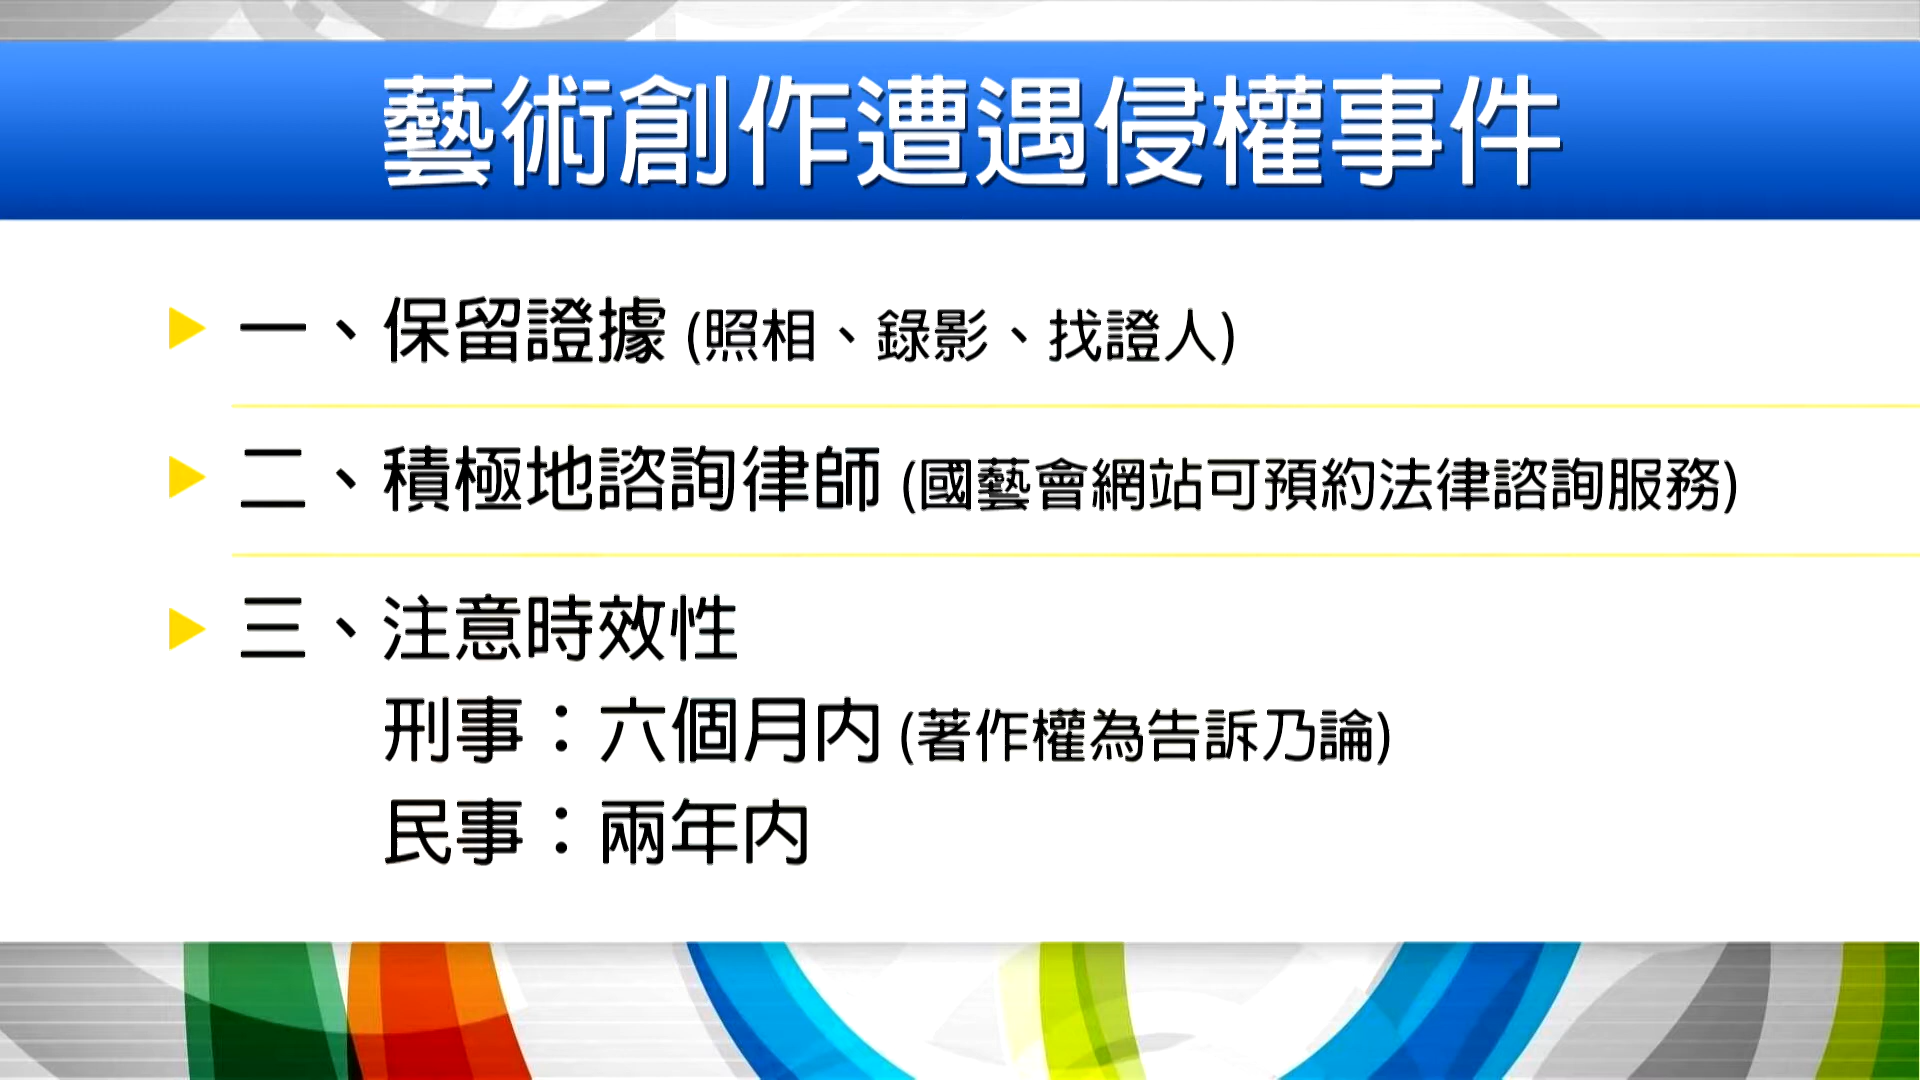 藝術創作遭遇侵權事件
一、保留證據 (照相、錄影、找證人)
二、積極地諮詢律師 (國藝會網站可預約法律諮詢服務)
三、注意時效性
刑事：六個月內 (著作權為告訴乃論)
民事：兩年內